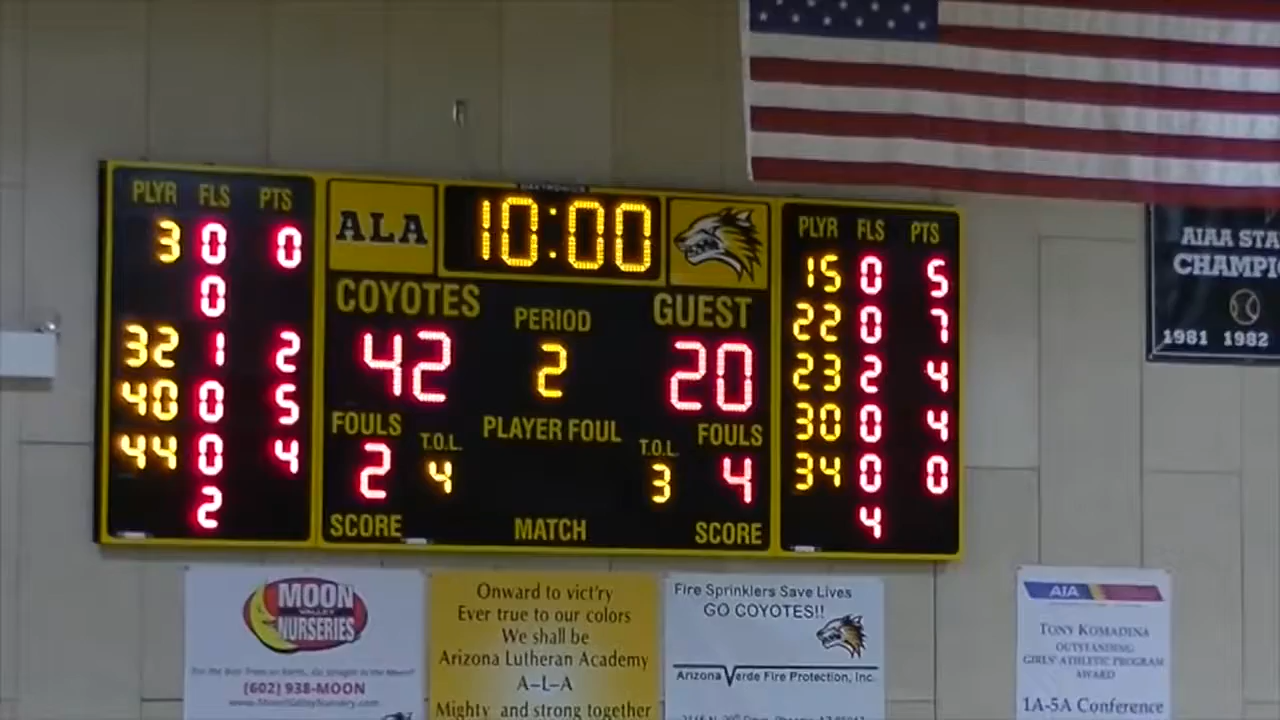 PLYR FLS PTS
3 0 0
0
32 1 2
40 0 5
44 0 4
2
ALA
10:00
COYOTES
42
PERIOD
2
GUEST
20
FOULS
2
T.O.L.
4
PLAYER FOUL
T.O.L.
3
FOULS
4
SCORE
MATCH
SCORE
PLYR FLS PTS
15 0 5
22 0 7
23 2 4
30 0 4
34 0 0
4
AIAA STA
CHAMPI
1981 1982
MOON
VALLEY
NURSERIES
(602) 938-MOON
www.MoonValleyNursery.com
Onward to vict'ry
Ever true to our colors
We shall be
Arizona Lutheran Academy
A-L-A
Mighty and strong together
Fire Sprinklers Save Lives
GO COYOTES!!
Arizona Verde Fire Protection, Inc.
AIA
TONY KOMADINA
OUTSTANDING
GIRLS' ATHLETIC PROGRAM
AWARD
1A-5A Conference